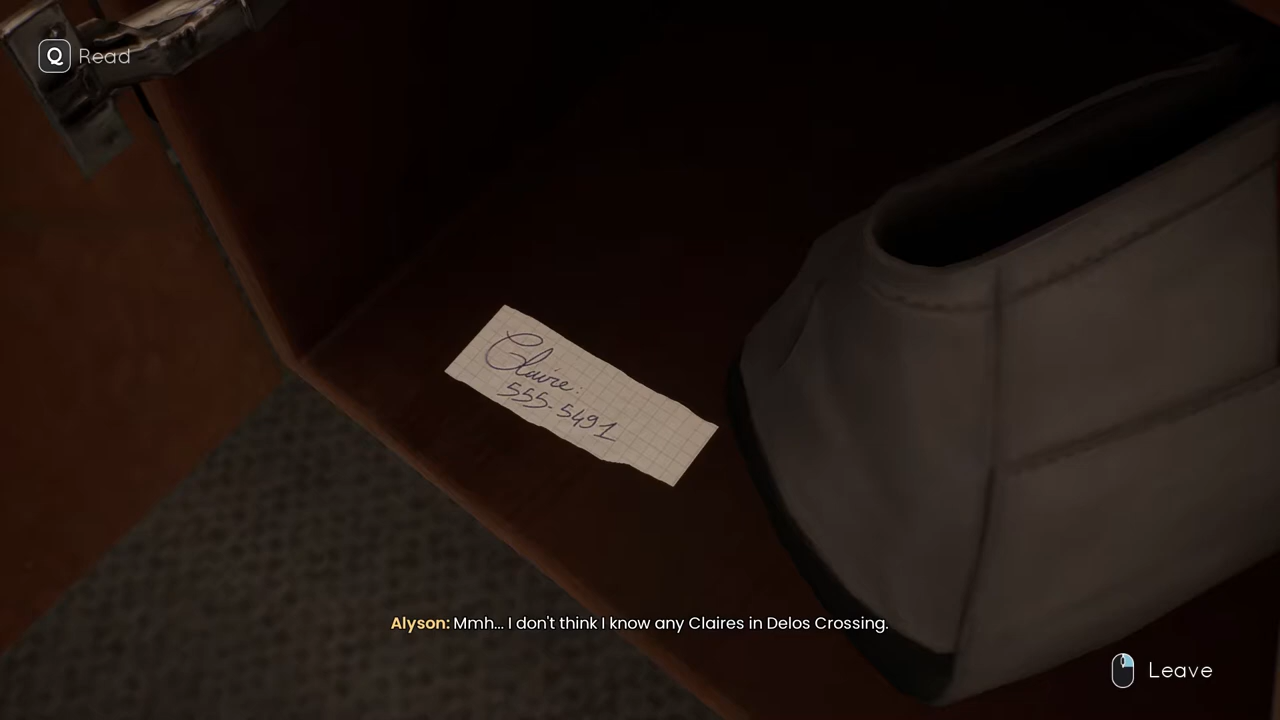 Q Read
Claire:
555-5491
Alyson: Mmh... I don't think I know any Claires in Delos Crossing.
Leave